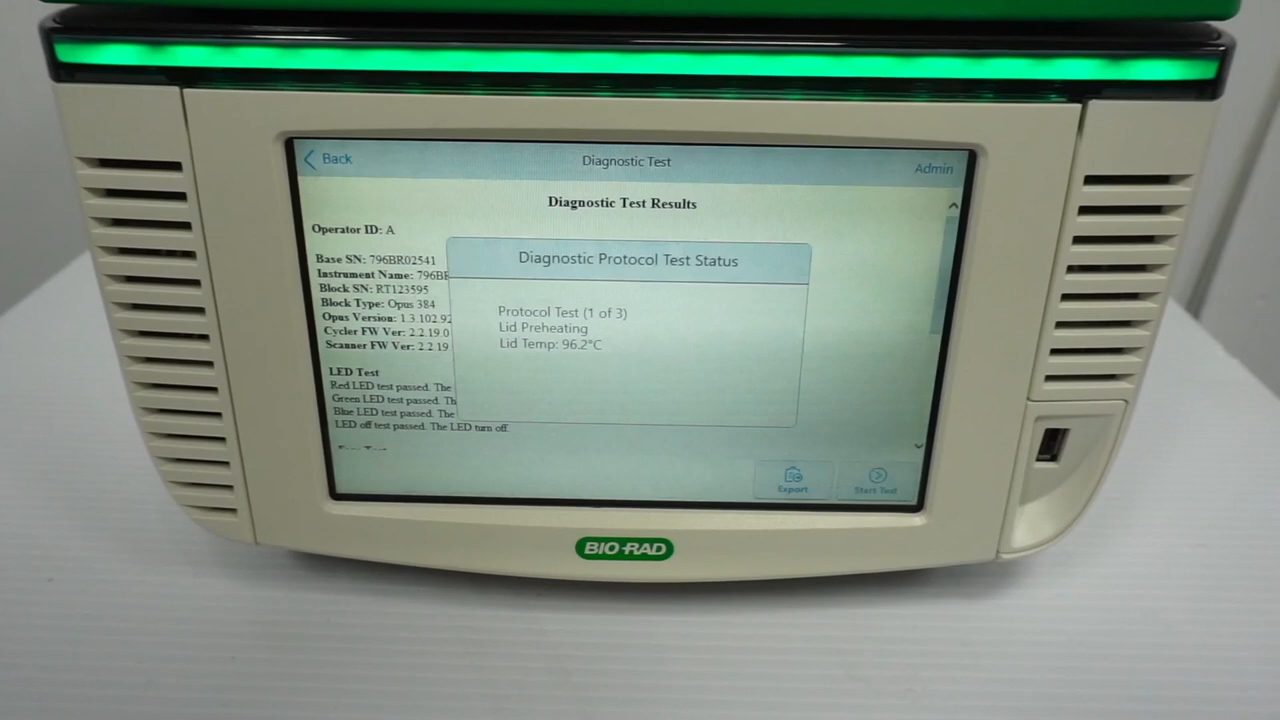 Back
Diagnostic Test
Admin
Diagnostic Test Results
Operator ID: A
Base SN: 796BR02541
Instrument Name: 796B
Block SN: RT123595
Block Type: Opus 384
Opus Version: 1.3.102.92
Cycler FW Ver: 2.2.19.0
Scanner FW Ver: 2.2.19
LED Test
Red LED test passed. The
Green LED test passed. Th
Blue LED test passed. The
LED off test passed. The LED turn off.
Diagnostic Protocol Test Status
Protocol Test (1 of 3)
Lid Preheating
Lid Temp: 96.2°C
Export
Start Test
BIO-RAD